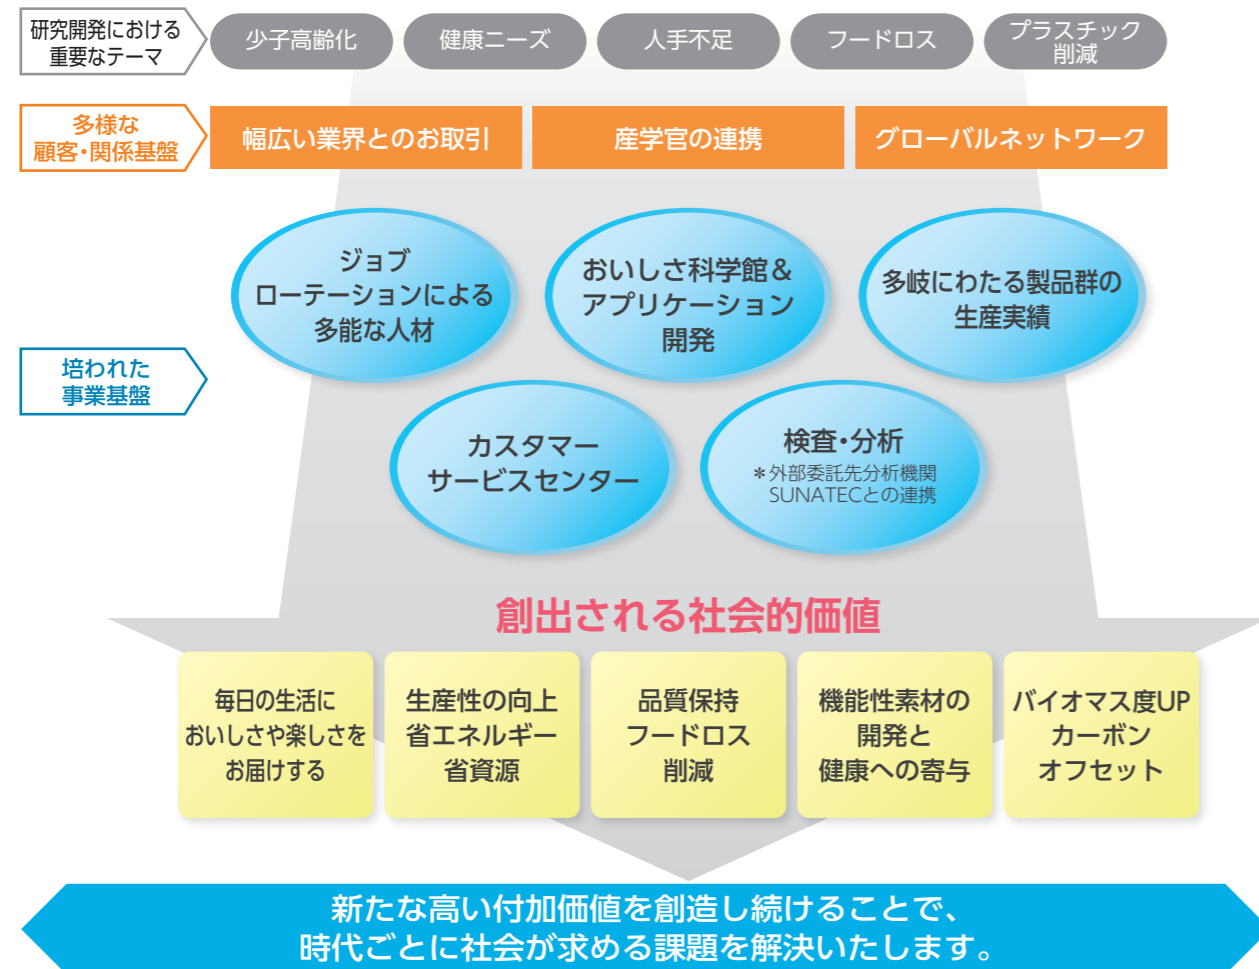 研究開発における
重要なテーマ
少子高齢化
健康ニーズ
人手不足
フードロス
プラスチック
削減
多様な
顧客・関係基盤
幅広い業界とのお取引
産学官の連携
グローバルネットワーク
培われた
事業基盤
ジョブ
ローテーションによる
多能な人材
おいしさ科学館&
アプリケーション
開発
多岐にわたる製品群の
生産実績
カスタマー
サービスセンター
検査・分析
*外部委託先分析機関
SUNATECとの連携
創出される社会的価値
毎日の生活に
おいしさや楽しさを
お届けする
生産性の向上
省エネルギー
省資源
品質保持
フードロス
削減
機能性素材の
開発と
健康への寄与
バイオマス度UP
カーボン
オフセット
新たな高い付加価値を創造し続けることで、
時代ごとに社会が求める課題を解決いたします。